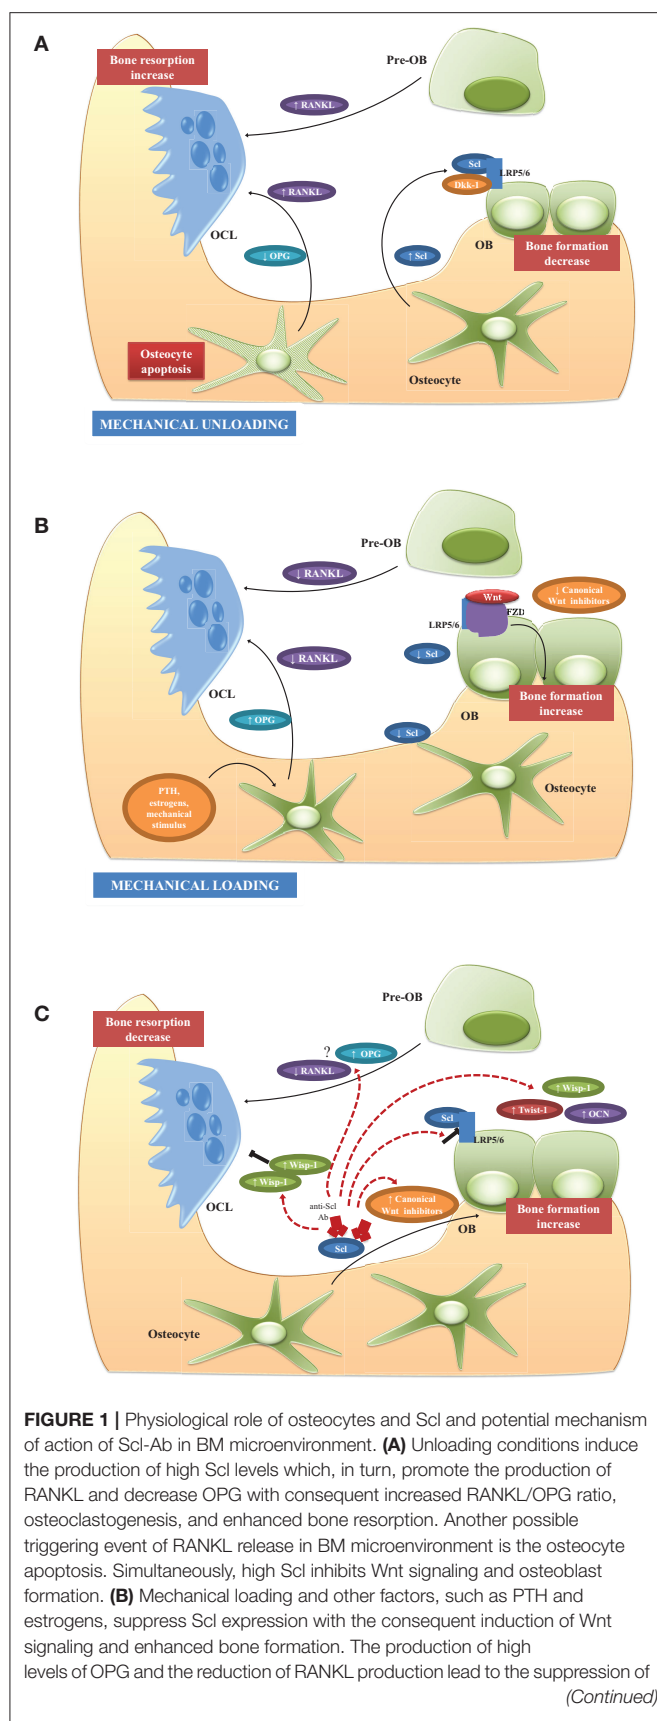 A
Bone resorption
increase
Pre-OB
↑ RANKL
Scl
LRP5/6
Dkk-1
↑ RANKL
OCL
↓ OPG
↑ Scl
OB
Bone formation
decrease
Osteocyte
apoptosis
Osteocyte
MECHANICAL UNLOADING
B
Pre-OB
↓ RANKL
↓ Canonical
Wnt inhibitors
Wnt
FZD
LRP5/6
↓ RANKL
↓ Scl
OCL
↑ OPG
OB
Bone formation
increase
↓ Scl
PTH,
estrogens,
mechanical
stimulus
Osteocyte
MECHANICAL LOADING
C
Pre-OB
Bone resorption
decrease
?
↑ OPG
↓ RANKL
↑ Wisp-1
↑ Twist-1
↑ OCN
Scl
LRP5/6
↑ Wisp-1
↑ Wisp-1
OCL
anti-Scl
Ab
↑ Canonical
Wnt inhibitors
Bone formation
increase
OB
Scl
Osteocyte
FIGURE 1 | Physiological role of osteocytes and Scl and potential mechanism
of action of Scl-Ab in BM microenvironment. (A) Unloading conditions induce
the production of high Scl levels which, in turn, promote the production of
RANKL and decrease OPG with consequent increased RANKL/OPG ratio,
osteoclastogenesis, and enhanced bone resorption. Another possible
triggering event of RANKL release in BM microenvironment is the osteocyte
apoptosis. Simultaneously, high Scl inhibits Wnt signaling and osteoblast
formation. (B) Mechanical loading and other factors, such as PTH and
estrogens, suppress Scl expression with the consequent induction of Wnt
signaling and enhanced bone formation. The production of high
levels of OPG and the reduction of RANKL production lead to the suppression of
(Continued)